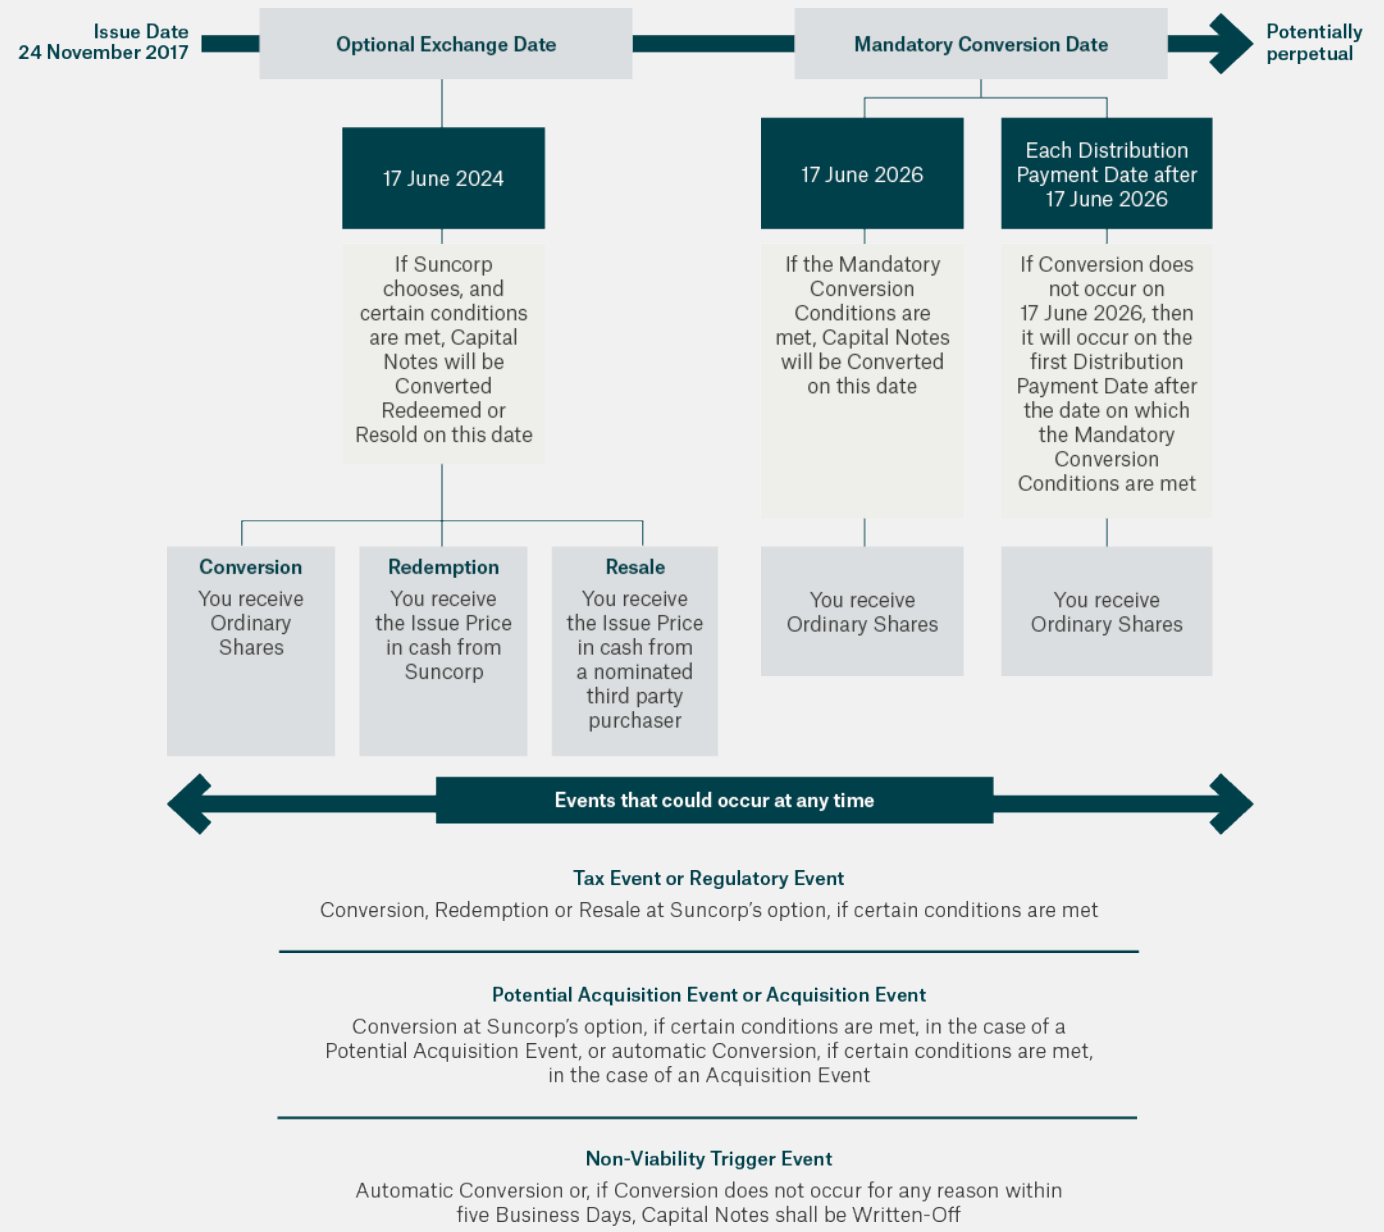 Issue Date
24 November 2017
Optional Exchange Date
Mandatory Conversion Date
Potentially
perpetual
17 June 2024
If Suncorp
chooses, and
certain conditions
are met, Capital
Notes will be
Converted
Redeemed or
Resold on this date
Conversion
You receive
Ordinary
Shares
Redemption
You receive
the Issue Price
in cash from
Suncorp
Resale
You receive
the Issue Price
in cash from
a nominated
third party
purchaser
17 June 2026
If the Mandatory
Conversion
Conditions are
met, Capital Notes
will be Converted
on this date
You receive
Ordinary Shares
Each Distribution
Payment Date after
17 June 2026
If Conversion does
not occur on
17 June 2026, then
it will occur on the
first Distribution
Payment Date after
the date on which
the Mandatory
Conversion
Conditions are met
You receive
Ordinary Shares
Events that could occur at any time
Tax Event or Regulatory Event
Conversion, Redemption or Resale at Suncorp’s option, if certain conditions are met
Potential Acquisition Event or Acquisition Event
Conversion at Suncorp’s option, if certain conditions are met, in the case of a
Potential Acquisition Event, or automatic Conversion, if certain conditions are met,
in the case of an Acquisition Event
Non-Viability Trigger Event
Automatic Conversion or, if Conversion does not occur for any reason within
five Business Days, Capital Notes shall be Written-Off